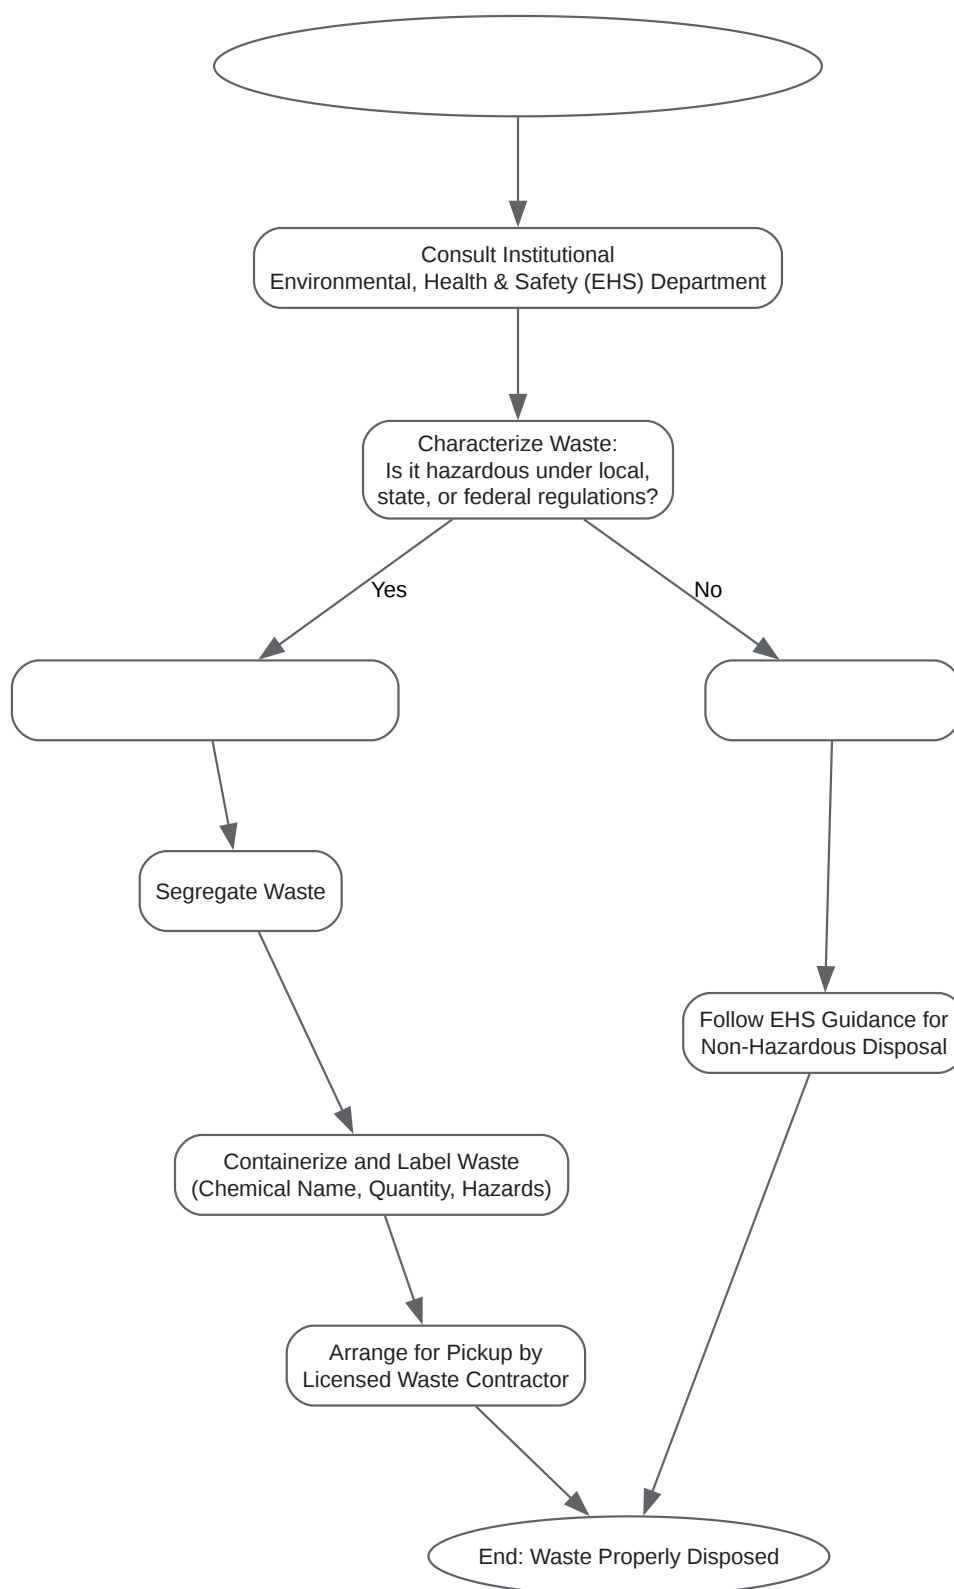 Consult Institutional
Environmental, Health & Safety (EHS) Department
Characterize Waste:
Is it hazardous under local,
state, or federal regulations?
Yes
No
Segregate Waste
Follow EHS Guidance for
Non-Hazardous Disposal
Containerize and Label Waste
(Chemical Name, Quantity, Hazards)
Arrange for Pickup by
Licensed Waste Contractor
End: Waste Properly Disposed